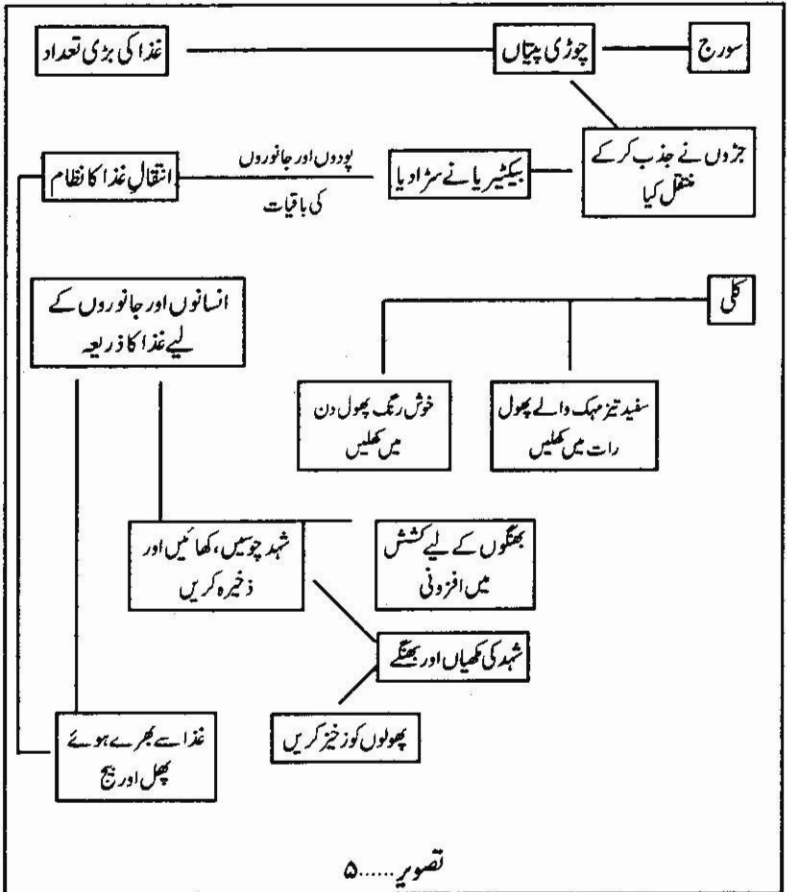 سورج
چوڑی پتیاں
غذا کی بڑی تعداد
جڑوں نے جذب کر کے
منتقل کیا
بیکٹیریا نے سڑا دیا
پودوں اور جانوروں
کی باقیات
انتقالِ غذا کا نظام
کلی
انسانوں اور جانوروں کے
لیے غذا کا ذریعہ
سفید تیز مہک والے پھول
رات میں کھلیں
خوش رنگ پھول دن
میں کھلیں
بھنگوں کے لیے کشش
میں افزونی
شہد چوسیں، کھائیں اور
ذخیرہ کریں
شہد کی مکھیاں اور بھنگے
پھولوں کو زرخیز کریں
غذا سے بھرے ہوئے
پھل اور بیج
تصویر......۵